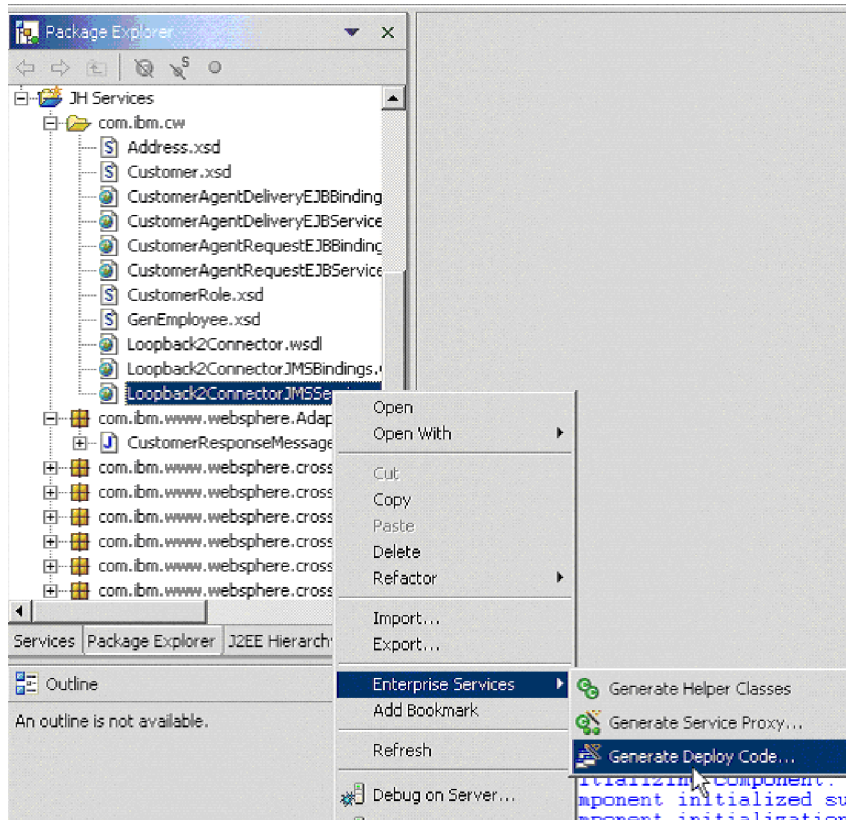 Package Explorer
JH Services
com.ibm.cw
Address.xsd
Customer.xsd
CustomerAgentDeliveryEJBBinding
CustomerAgentDeliveryEJBService
CustomerAgentRequestEJBBinding
CustomerAgentRequestEJBService
CustomerRole.xsd
GenEmployee.xsd
Loopback2Connector.wsdl
Loopback2ConnectorJMSBindings.
Loopback2ConnectorJMSSe
com.ibm.www.websphere.Adap
CustomerResponseMessage
com.ibm.www.websphere.cross
com.ibm.www.websphere.cross
com.ibm.www.websphere.cross
com.ibm.www.websphere.cross
com.ibm.www.websphere.cross
com.ibm.www.websphere.cross
Services Package Explorer J2EE Hierarch
Outline
An outline is not available.
Open
Open With
Cut
Copy
Paste
Delete
Refactor
Import...
Export...
Enterprise Services
Add Bookmark
Refresh
Debug on Server...
Generate Helper Classes
Generate Service Proxy...
Generate Deploy Code...
itializing component.
mponent initialized su
mponent initialization